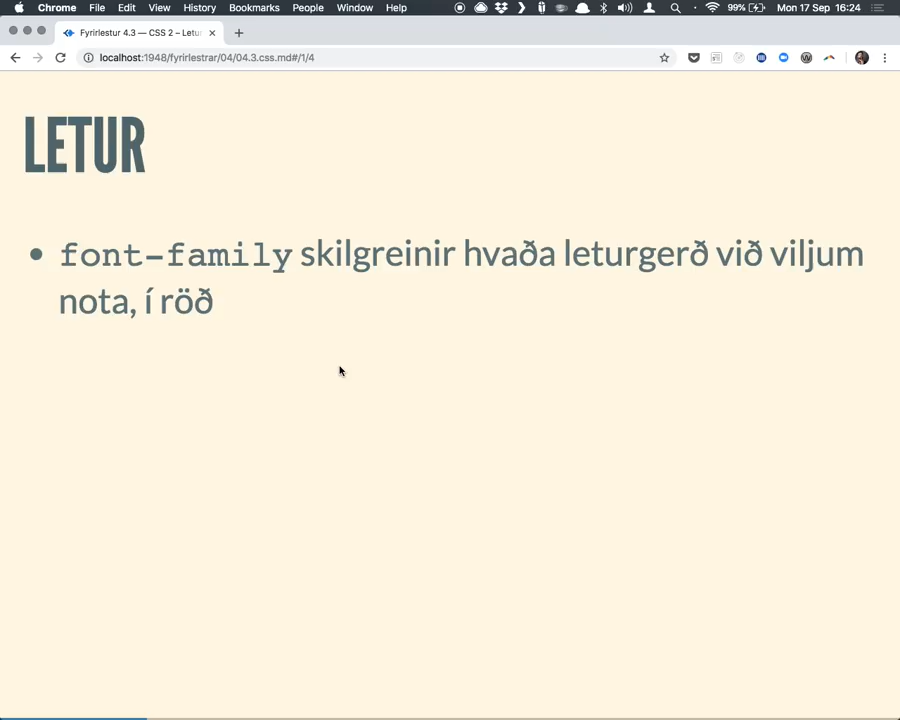 Chrome File Edit View History Bookmarks People Window Help 99% Mon 17 Sep 16:24
Fyrirlestur 4.3 — CSS 2 – Letu
localhost:1948/fyrirlestrar/04/04.3.css.md#/1/4
LETUR
font-family skilgreinir hvaða leturgerð við viljum
nota, í röð